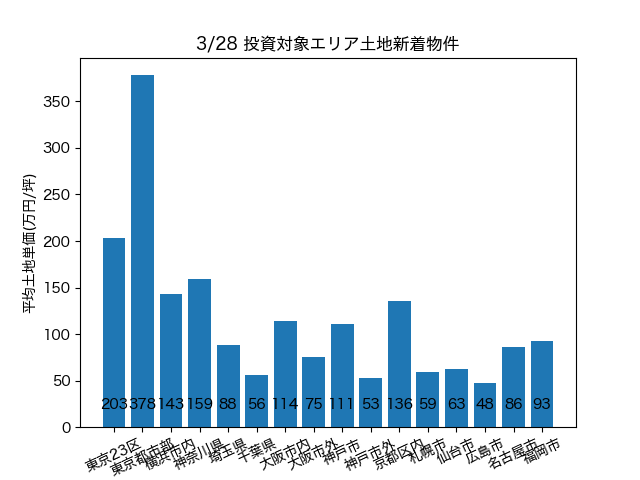 3/28 投資対象エリア土地新着物件
平均土地単価(万円/坪)
350
300
250
200
150
100
50
0
203 378 143 159 88 56 114 75 111 53 136 59 63 48 86 93
東京23区
東京都市部
横浜市内
神奈川県
埼玉県
千葉県
大阪市内
大阪市外
神戸市
神戸市外
京都区内
札幌市
仙台市
広島市
名古屋市
福岡市